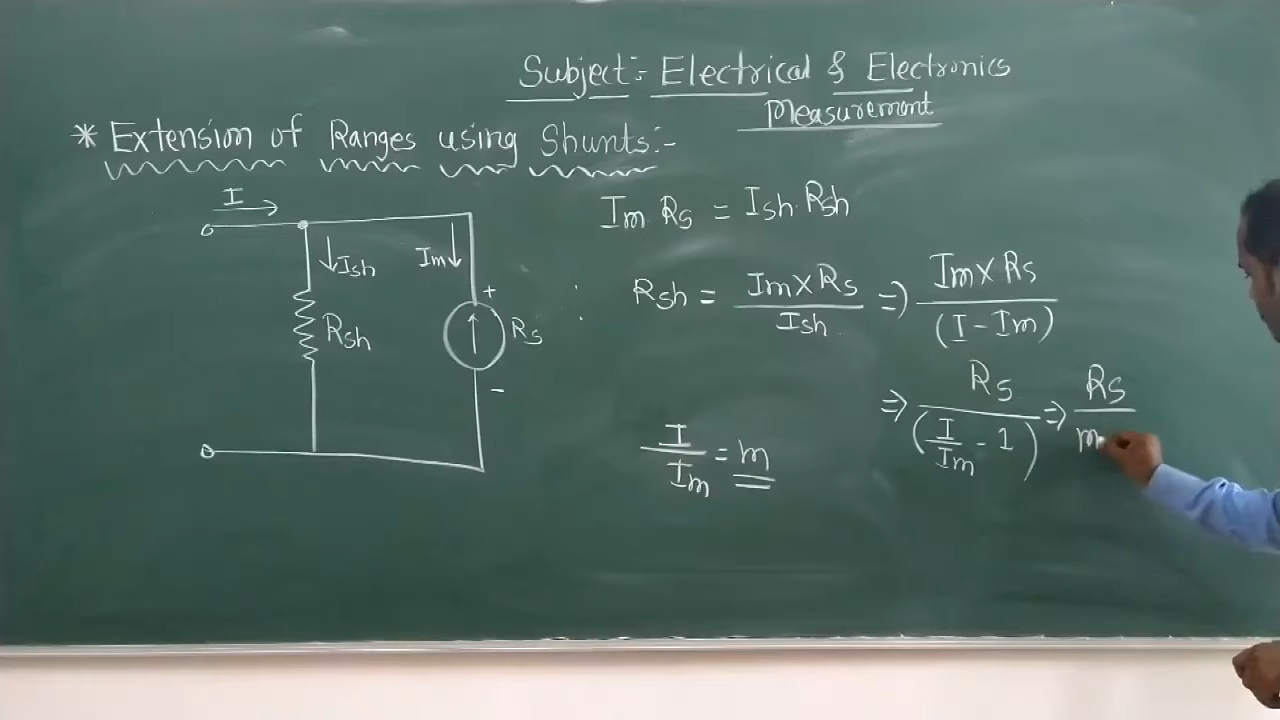 Subject:- Electrical & Electronics
Measurement
* Extension of Ranges using Shunts:-
I
Ish
Im
+
Rsh
Rs
-
Im. Rs = Ish. Rsh
Rsh = Im x Rs / Ish. => Im x Rs / (I - Im)
=> Rs / (I/Im - 1) => Rs / m
I/Im = m